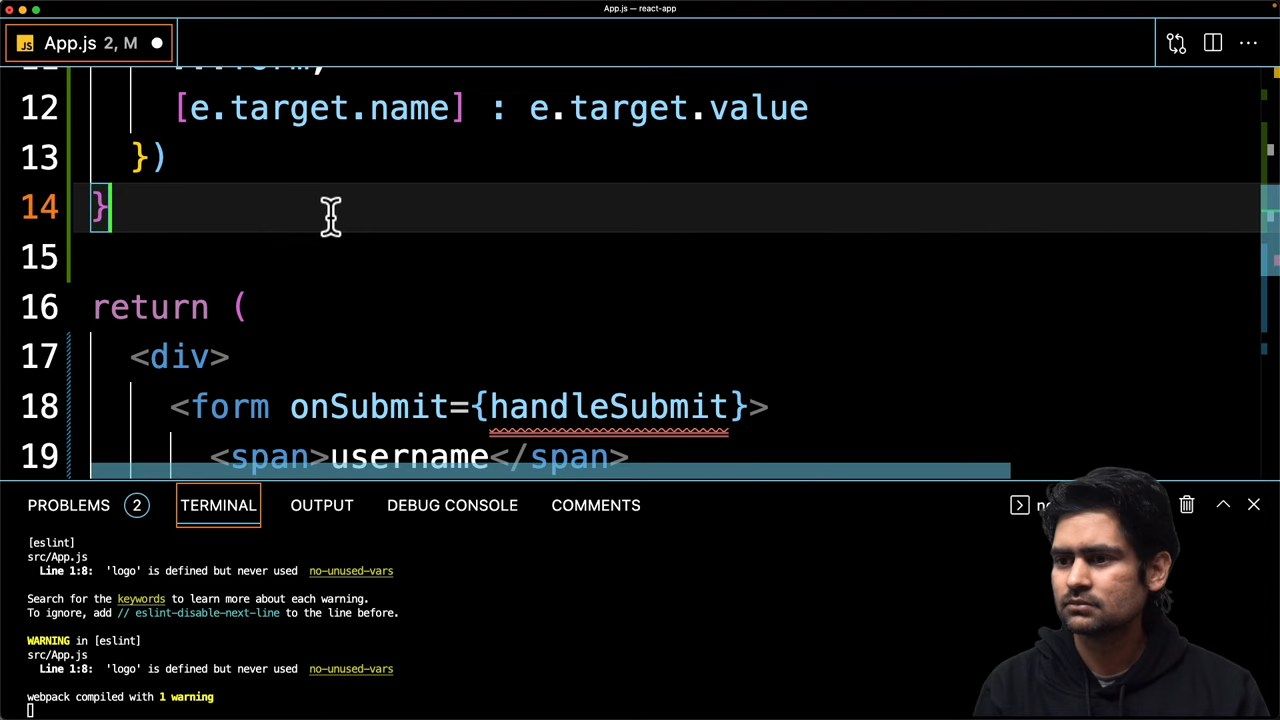 App.js — react-app
JS App.js 2, M
12 [e.target.name] : e.target.value
13 })
14 }
15
16 return (
17 <div>
18 <form onSubmit={handleSubmit}>
19 <span>username</span>
PROBLEMS 2 TERMINAL OUTPUT DEBUG CONSOLE COMMENTS
[eslint]
src/App.js
Line 1:8: 'logo' is defined but never used no-unused-vars
Search for the keywords to learn more about each warning.
To ignore, add // eslint-disable-next-line to the line before.
WARNING in [eslint]
src/App.js
Line 1:8: 'logo' is defined but never used no-unused-vars
webpack compiled with 1 warning